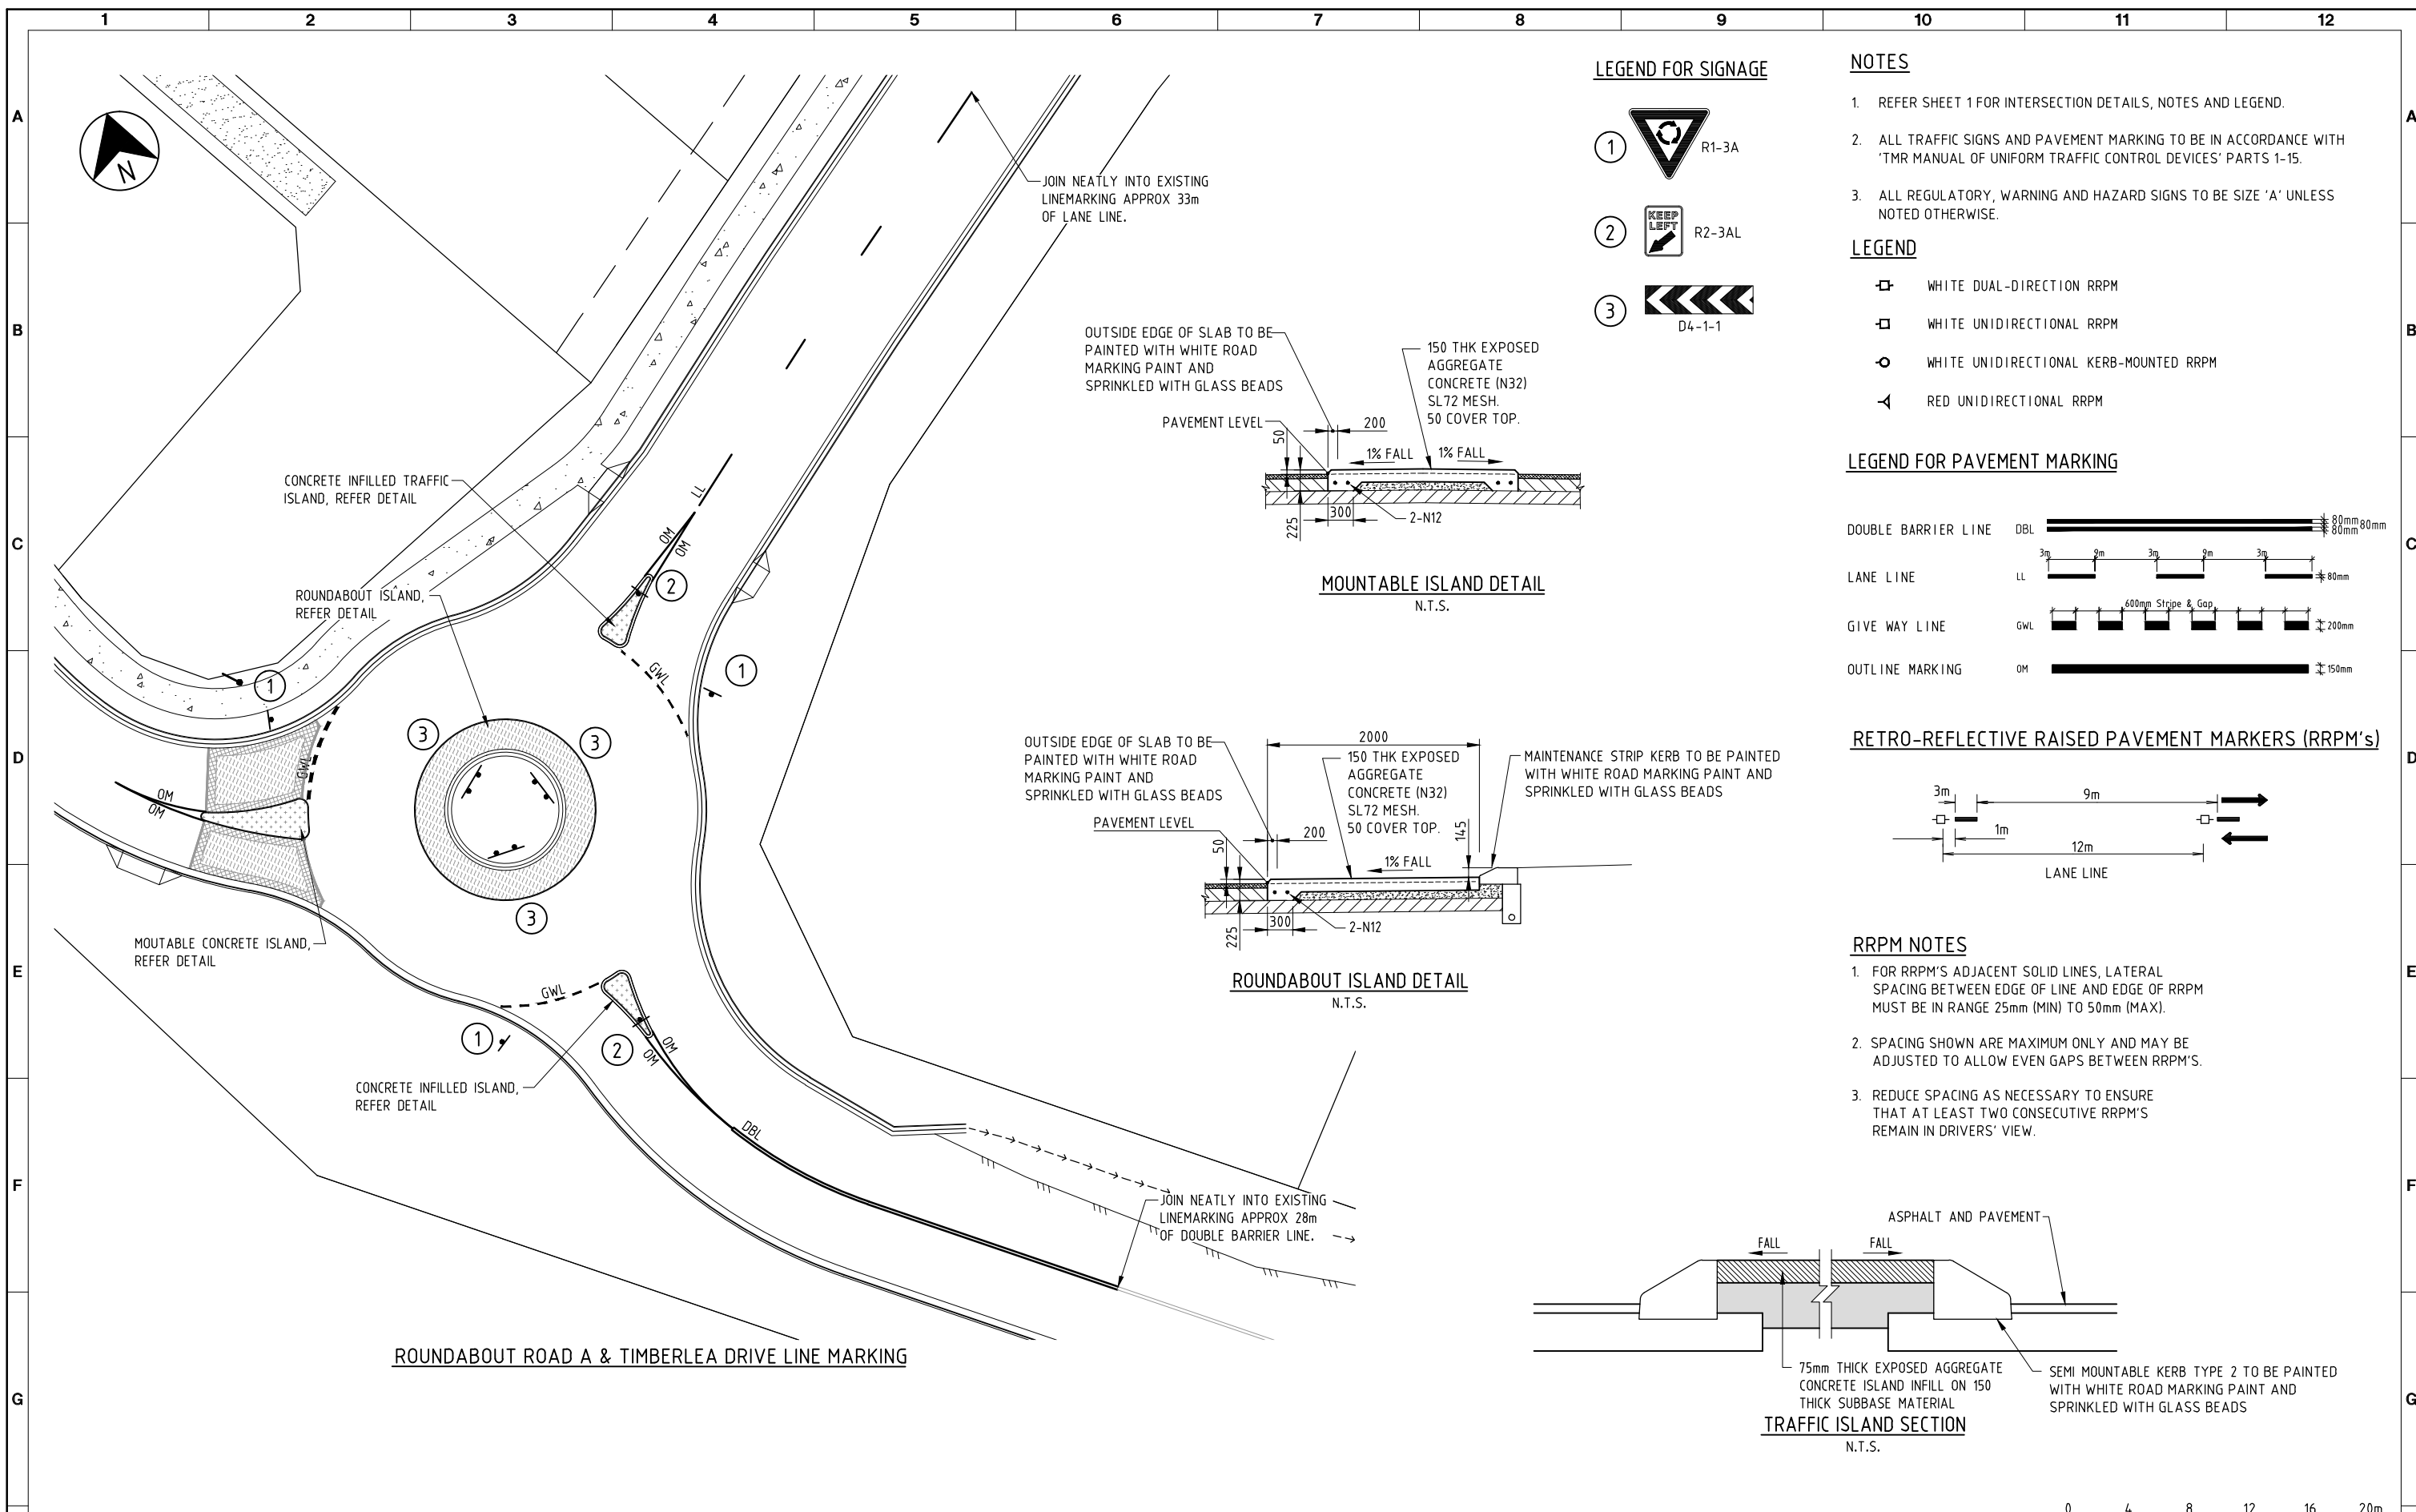 1 2 3 4 5 6 7 8 9 10 11 12
A
B
C
D
E
F
G
A
B
C
D
E
F
G
N
JOIN NEATLY INTO EXISTING
LINEMARKING APPROX 33m
OF LANE LINE.
CONCRETE INFILLED TRAFFIC
ISLAND, REFER DETAIL
LL
OM
OM
2
ROUNDABOUT ISLAND,
REFER DETAIL
GWL
1
1
3
3
3
GWL
OM
OM
MOUTABLE CONCRETE ISLAND,
REFER DETAIL
GWL
1
2
OM
OM
CONCRETE INFILLED ISLAND,
REFER DETAIL
DBL
JOIN NEATLY INTO EXISTING
LINEMARKING APPROX 28m
OF DOUBLE BARRIER LINE.
ROUNDABOUT ROAD A & TIMBERLEA DRIVE LINE MARKING
OUTSIDE EDGE OF SLAB TO BE
PAINTED WITH WHITE ROAD
MARKING PAINT AND
SPRINKLED WITH GLASS BEADS
150 THK EXPOSED
AGGREGATE
CONCRETE (N32)
SL72 MESH.
50 COVER TOP.
PAVEMENT LEVEL
200
50
1% FALL
1% FALL
225
300
2-N12
MOUNTABLE ISLAND DETAIL
N.T.S.
OUTSIDE EDGE OF SLAB TO BE
PAINTED WITH WHITE ROAD
MARKING PAINT AND
SPRINKLED WITH GLASS BEADS
2000
150 THK EXPOSED
AGGREGATE
CONCRETE (N32)
SL72 MESH.
50 COVER TOP.
MAINTENANCE STRIP KERB TO BE PAINTED
WITH WHITE ROAD MARKING PAINT AND
SPRINKLED WITH GLASS BEADS
PAVEMENT LEVEL
200
50
145
1% FALL
225
300
2-N12
ROUNDABOUT ISLAND DETAIL
N.T.S.
LEGEND FOR SIGNAGE
1
R1-3A
2
KEEP
LEFT
R2-3AL
3
D4-1-1
NOTES
1. REFER SHEET 1 FOR INTERSECTION DETAILS, NOTES AND LEGEND.
2. ALL TRAFFIC SIGNS AND PAVEMENT MARKING TO BE IN ACCORDANCE WITH
'TMR MANUAL OF UNIFORM TRAFFIC CONTROL DEVICES' PARTS 1-15.
3. ALL REGULATORY, WARNING AND HAZARD SIGNS TO BE SIZE 'A' UNLESS
NOTED OTHERWISE.
LEGEND
WHITE DUAL-DIRECTION RRPM
WHITE UNIDIRECTIONAL RRPM
WHITE UNIDIRECTIONAL KERB-MOUNTED RRPM
RED UNIDIRECTIONAL RRPM
LEGEND FOR PAVEMENT MARKING
DOUBLE BARRIER LINE DBL 80mm 80mm 80mm
3m 9m 3m 9m 3m
LANE LINE LL 80mm
600mm Stripe & Gap
GIVE WAY LINE GWL 200mm
OUTLINE MARKING OM 150mm
RETRO-REFLECTIVE RAISED PAVEMENT MARKERS (RRPM's)
3m 9m
1m
12m
LANE LINE
RRPM NOTES
1. FOR RRPM'S ADJACENT SOLID LINES, LATERAL
SPACING BETWEEN EDGE OF LINE AND EDGE OF RRPM
MUST BE IN RANGE 25mm (MIN) TO 50mm (MAX).
2. SPACING SHOWN ARE MAXIMUM ONLY AND MAY BE
ADJUSTED TO ALLOW EVEN GAPS BETWEEN RRPM'S.
3. REDUCE SPACING AS NECESSARY TO ENSURE
THAT AT LEAST TWO CONSECUTIVE RRPM'S
REMAIN IN DRIVERS' VIEW.
ASPHALT AND PAVEMENT
FALL FALL
75mm THICK EXPOSED AGGREGATE
CONCRETE ISLAND INFILL ON 150
THICK SUBBASE MATERIAL
SEMI MOUNTABLE KERB TYPE 2 TO BE PAINTED
WITH WHITE ROAD MARKING PAINT AND
SPRINKLED WITH GLASS BEADS
TRAFFIC ISLAND SECTION
N.T.S.
0 4 8 12 16 20m